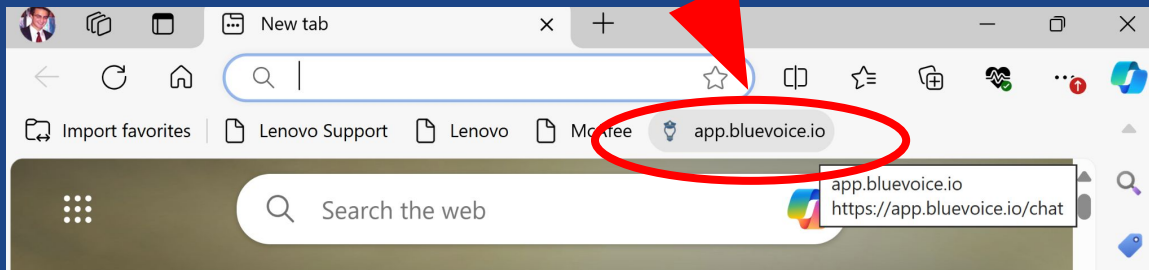 New tab
Import favorites Lenovo Support Lenovo McAfee app.bluevoice.io
app.bluevoice.io
https://app.bluevoice.io/chat
Search the web